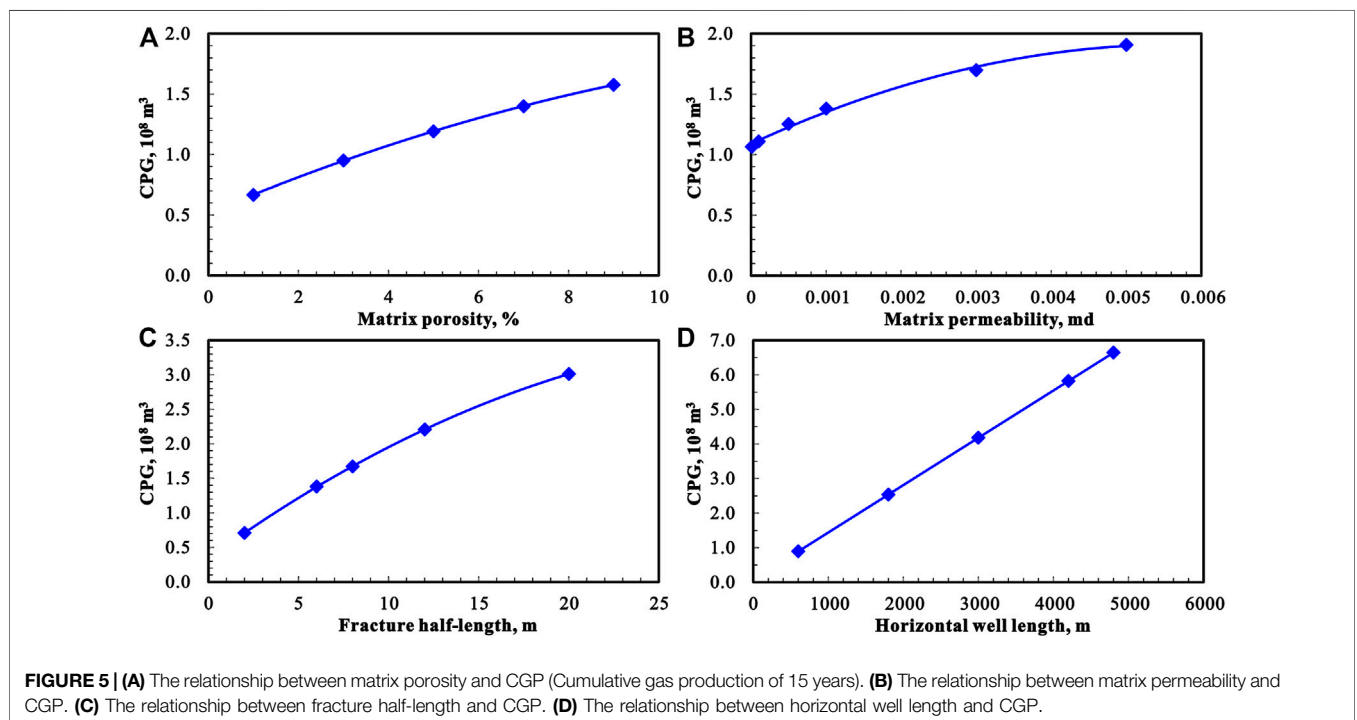 A
CPG, 10⁸ m³
2.0
1.5
1.0
0.5
0.0
0 2 4 6 8 10
Matrix porosity, %
B
CPG, 10⁸ m³
2.0
1.5
1.0
0.5
0.0
0 0.001 0.002 0.003 0.004 0.005 0.006
Matrix permeability, md
C
CPG, 10⁸ m³
3.5
3.0
2.5
2.0
1.5
1.0
0.5
0.0
0 5 10 15 20 25
Fracture half-length, m
D
CPG, 10⁸ m³
7.0
6.0
5.0
4.0
3.0
2.0
1.0
0.0
0 1000 2000 3000 4000 5000 6000
Horizontal well length, m
FIGURE 5 | (A) The relationship between matrix porosity and CGP (Cumulative gas production of 15 years). (B) The relationship between matrix permeability and
CGP. (C) The relationship between fracture half-length and CGP. (D) The relationship between horizontal well length and CGP.